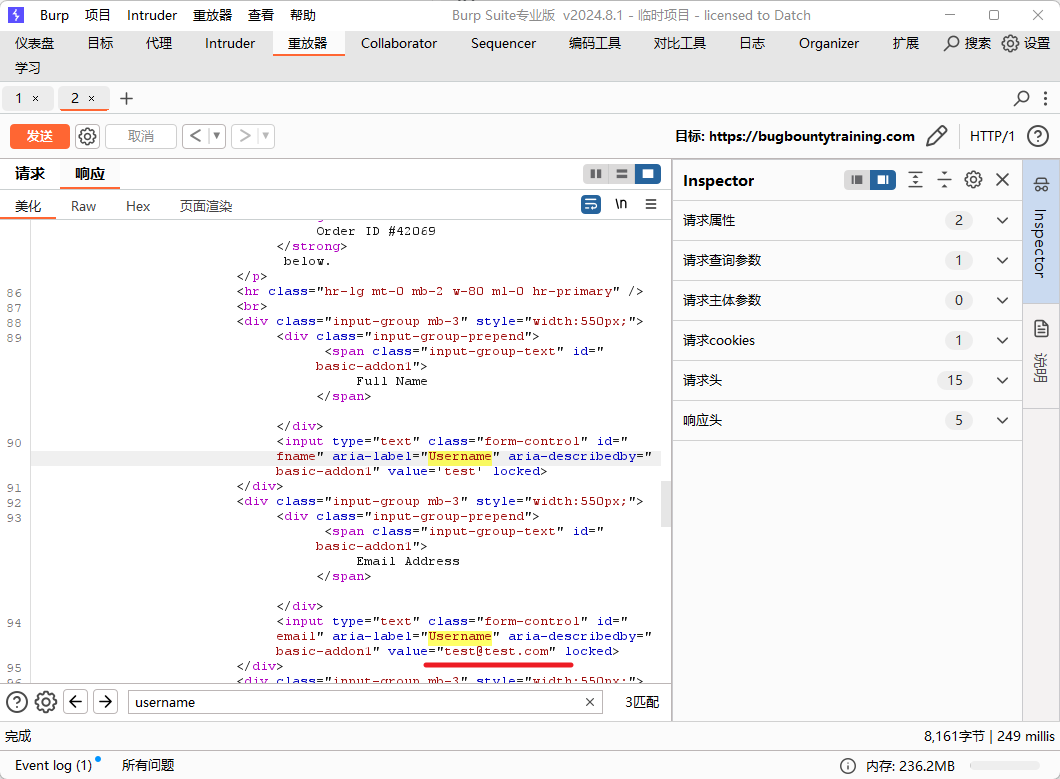 Burp 项目 Intruder 重放器 查看 帮助 Burp Suite专业版 v2024.8.1 - 临时项目 - licensed to Datch
仪表盘 目标 代理 Intruder 重放器 Collaborator Sequencer 编码工具 对比工具 日志 Organizer 扩展 搜索 设置
学习
1 × 2 × +
发送 取消 < > 目标: https://bugbountytraining.com HTTP/1
请求 响应
美化 Raw Hex 页面渲染 \n
Order ID #42069
</strong>
below.
</p>
86 <hr class="hr-lg mt-0 mb-2 w-80 ml-0 hr-primary" />
87 <br>
88 <div class="input-group mb-3" style="width:550px;">
89 <div class="input-group-prepend">
<span class="input-group-text" id="
basic-addon1">
Full Name
</span>
</div>
90 <input type="text" class="form-control" id="
fname" aria-label="Username" aria-describedby="
basic-addon1" value='test' locked>
91 </div>
92 <div class="input-group mb-3" style="width:550px;">
93 <div class="input-group-prepend">
<span class="input-group-text" id="
basic-addon1">
Email Address
</span>
</div>
94 <input type="text" class="form-control" id="
email" aria-label="Username" aria-describedby="
basic-addon1" value="test@test.com" locked>
95 </div>
96 <div class="input-group mb-3" style="width:550px;">
Inspector
请求属性 2
请求查询参数 1
请求主体参数 0
请求cookies 1
请求头 15
响应头 5
Inspector
说明
username × 3匹配
完成 8,161字节 | 249 millis
Event log (1) 所有问题 内存: 236.2MB